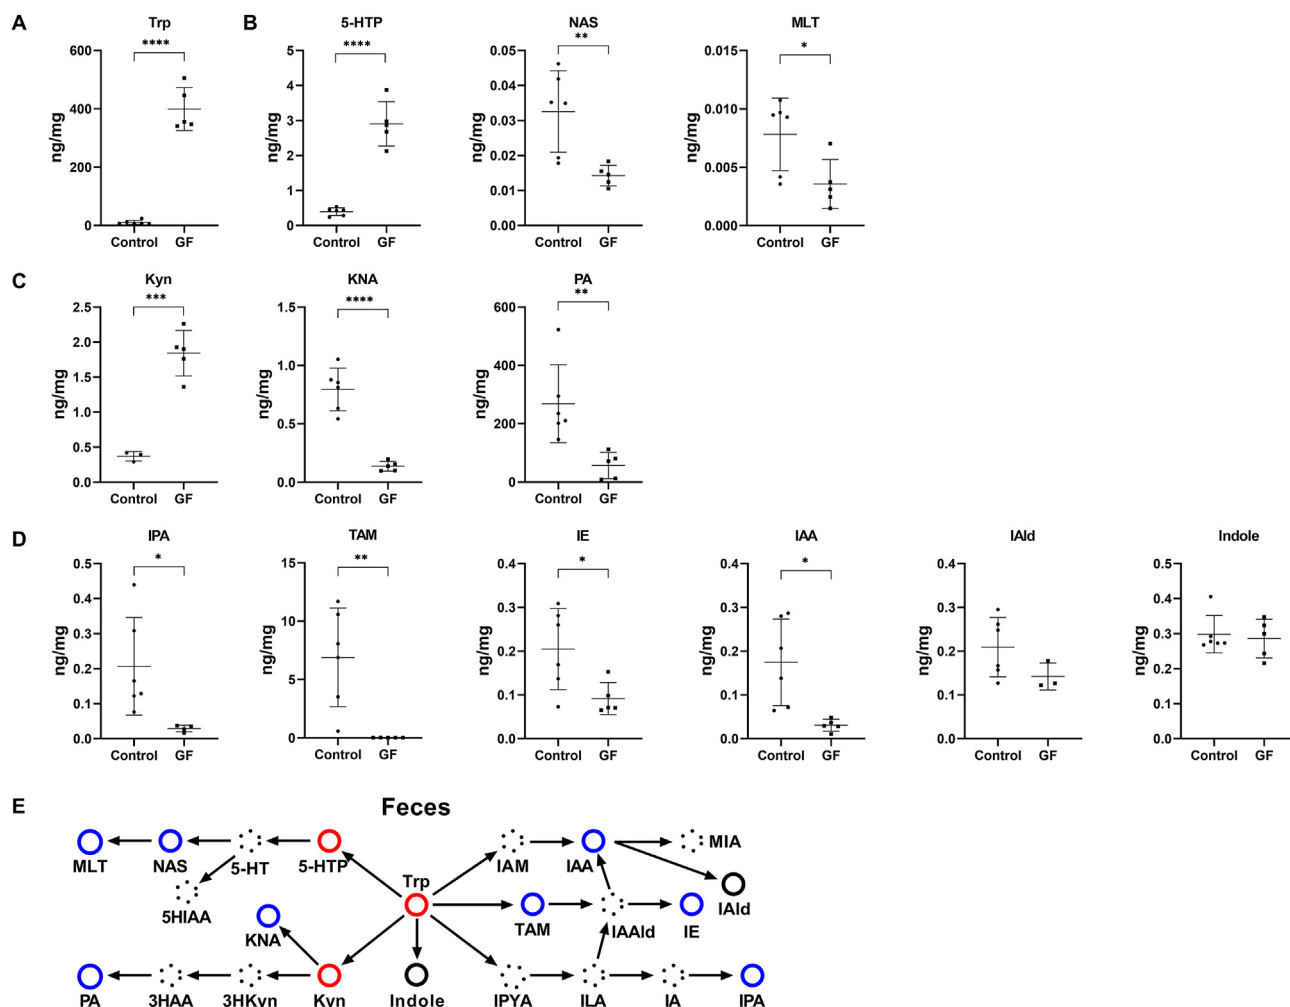 A
Trp
****
600
400
200
0
ng/mg
Control GF
B
5-HTP
****
5
4
3
2
1
0
ng/mg
Control GF
NAS
**
0.05
0.04
0.03
0.02
0.01
0.00
ng/mg
Control GF
MLT
*
0.015
0.010
0.005
0.000
ng/mg
Control GF
C
Kyn
***
2.5
2.0
1.5
1.0
0.5
0.0
ng/mg
Control GF
KNA
****
1.5
1.0
0.5
0.0
ng/mg
Control GF
PA
**
600
400
200
0
ng/mg
Control GF
D
IPA
*
0.5
0.4
0.3
0.2
0.1
0.0
ng/mg
Control GF
TAM
**
15
10
5
0
ng/mg
Control GF
IE
*
0.4
0.3
0.2
0.1
0.0
ng/mg
Control GF
IAA
*
0.4
0.3
0.2
0.1
0.0
ng/mg
Control GF
IAld
0.4
0.3
0.2
0.1
0.0
ng/mg
Control GF
Indole
0.5
0.4
0.3
0.2
0.1
0.0
ng/mg
Control GF
E
Feces
MLT NAS 5-HT 5-HTP IAM IAA MIA
Trp
5HIAA IAld
KNA TAM IAAld IE
PA 3HAA 3HKyn Kyn Indole IPYA ILA IA IPA